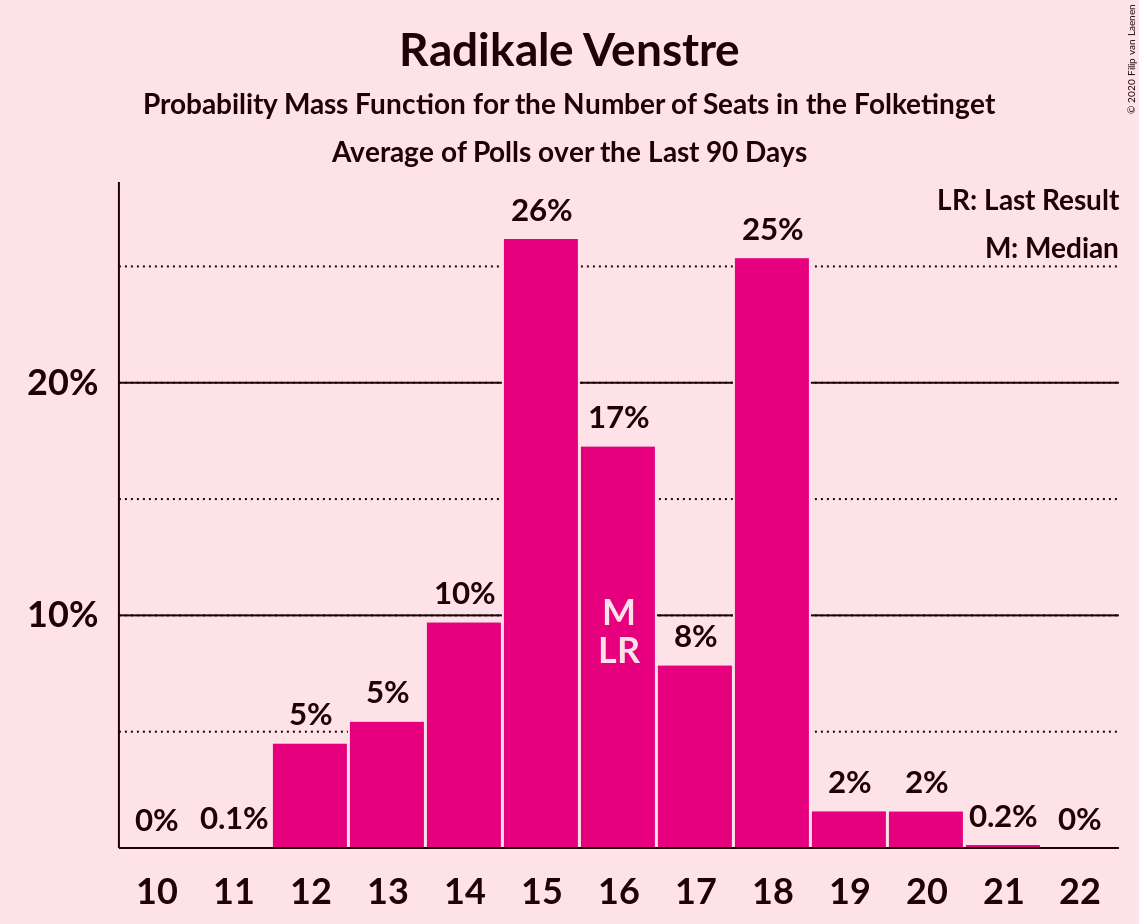 Radikale Venstre
Probability Mass Function for the Number of Seats in the Folketinget
Average of Polls over the Last 90 Days
© 2020 Filip van Laenen
LR: Last Result
M: Median
26%
25%
20%
17%
10%
10%
M
LR
8%
5%
5%
2%
2%
0%
0.1%
0.2%
0%
10 11 12 13 14 15 16 17 18 19 20 21 22